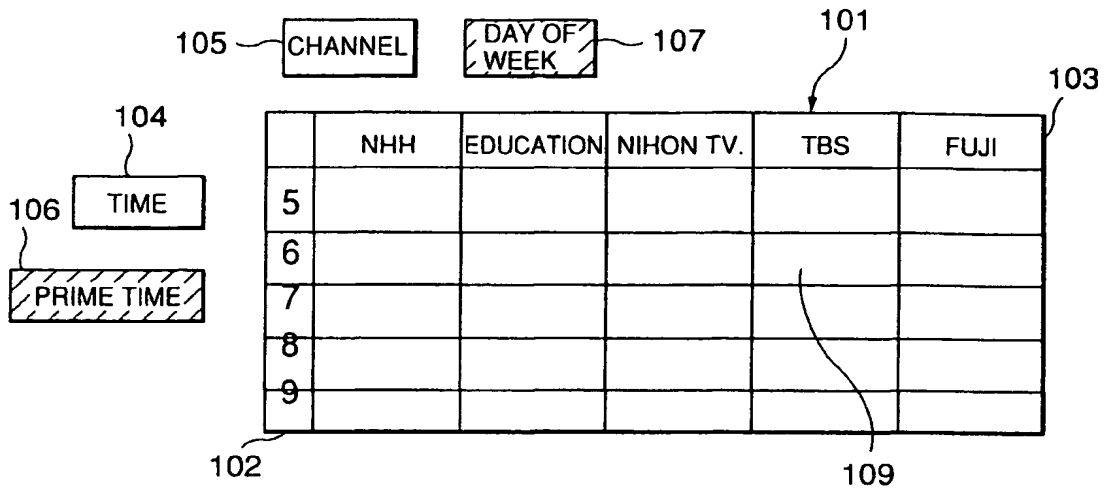 105 CHANNEL DAY OF WEEK 107 101 103
104
NHH EDUCATION NIHON TV. TBS FUJI
TIME
5
106
6
PRIME TIME
7
8
9
102
109